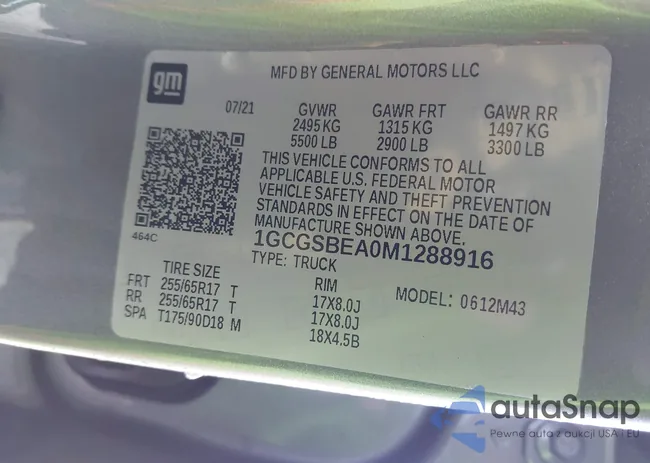 gm
MFD BY GENERAL MOTORS LLC
07/21 GVWR GAWR FRT GAWR RR
2495 KG 1315 KG 1497 KG
5500 LB 2900 LB 3300 LB
THIS VEHICLE CONFORMS TO ALL
APPLICABLE U.S. FEDERAL MOTOR
VEHICLE SAFETY AND THEFT PREVENTION
STANDARDS IN EFFECT ON THE DATE OF
MANUFACTURE SHOWN ABOVE.
464C
1GCGSBEA0M1288916
TYPE: TRUCK
TIRE SIZE RIM MODEL: 0612M43
FRT 255/65R17 T 17X8.0J
RR 255/65R17 T 17X8.0J
SPA T175/90D18 M 18X4.5B
autoSnap
Pewne auta z aukcji USA i EU